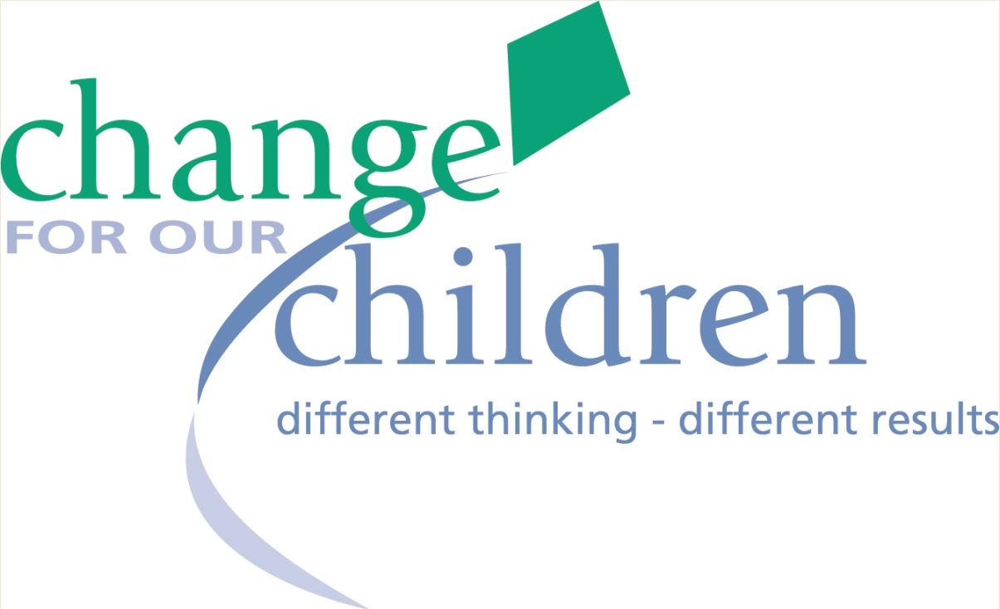 change
FOR OUR
children
different thinking - different results